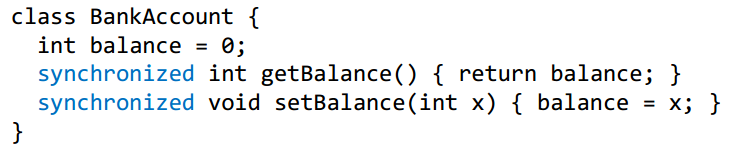 class BankAccount {
  int balance = 0;
  synchronized int getBalance() { return balance; }
  synchronized void setBalance(int x) { balance = x; }
}